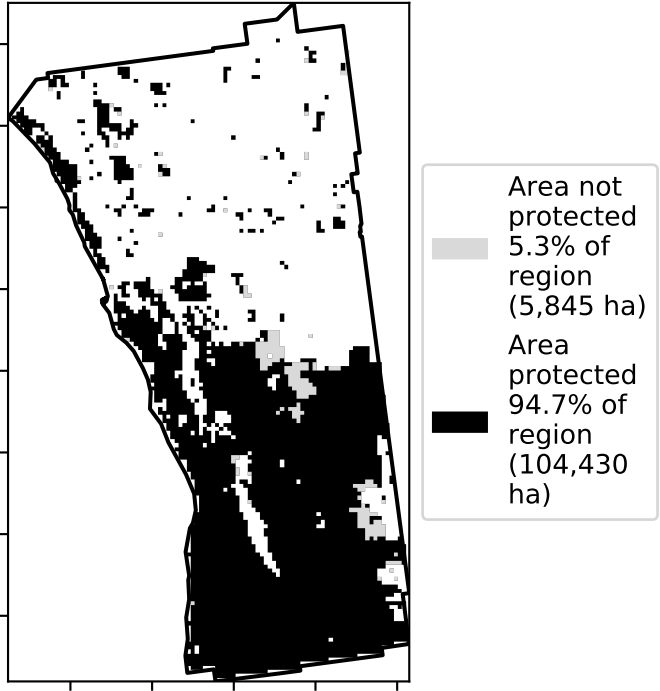 Area not
protected
5.3% of
region
(5,845 ha)
Area
protected
94.7% of
region
(104,430
ha)